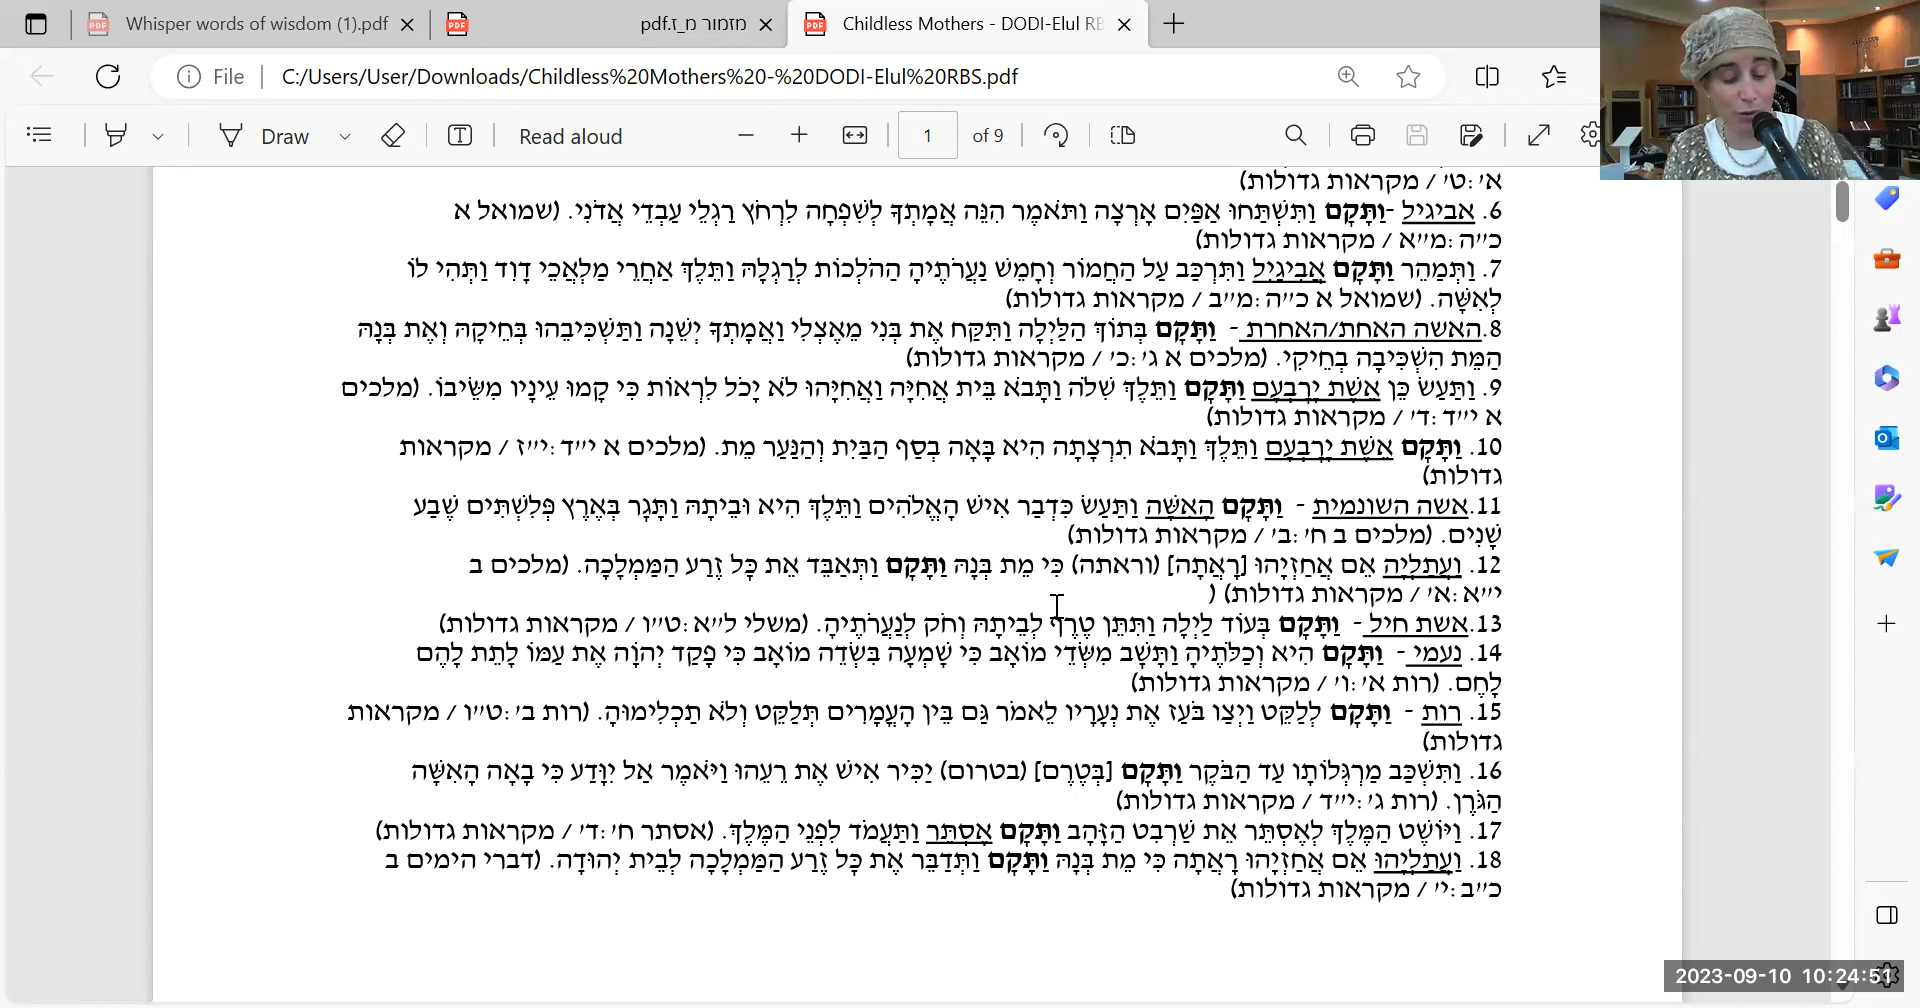 Whisper words of wisdom (1).pdf
מזמור מ_ז.pdf
Childless Mothers - DODI-Elul RBS
File
C:/Users/User/Downloads/Childless%20Mothers%20-%20DODI-Elul%20RBS.pdf
Draw
Read aloud
1 of 9
א':ט' / מקראות גדולות)
6. אביגיל -וַתָּקָם וַתִּשְׁתַּחוּ אַפַּיִם אָרְצָה וַתֹּאמֶר הִנֵּה אֲמָתְךָ לְשִׁפְחָה לִרְחֹץ רַגְלֵי עַבְדֵי אֲדֹנִי. (שמואל א
כ"ה:מ"א / מקראות גדולות)
7. וַתְּמַהֵר וַתָּקָם אֲבִיגַיִל וַתִּרְכַּב עַל הַחֲמוֹר וְחָמֵשׁ נַעֲרֹתֶיהָ הַהֹלְכוֹת לְרַגְלָהּ וַתֵּלֶךְ אַחֲרֵי מַלְאֲכֵי דָוִד וַתְּהִי לוֹ
לְאִשָּׁה. (שמואל א כ"ה:מ"ב / מקראות גדולות)
8.האשה האחת/האחרת - וַתָּקָם בְּתוֹךְ הַלַּיְלָה וַתִּקַּח אֶת בְּנִי מֵאֶצְלִי וַאֲמָתְךָ יְשֵׁנָה וַתַּשְׁכִּיבֵהוּ בְּחֵיקָהּ וְאֶת בְּנָהּ
הַמֵּת הִשְׁכִּיבָה בְחֵיקִי. (מלכים א ג':כ' / מקראות גדולות)
9. וַתַּעַשׂ כֵּן אֵשֶׁת יָרָבְעָם וַתָּקָם וַתֵּלֶךְ שִׁלֹה וַתָּבֹא בֵּית אֲחִיָּה וַאֲחִיָּהוּ לֹא יָכֹל לִרְאוֹת כִּי קָמוּ עֵינָיו מִשֵּׂיבוֹ. (מלכים
א י"ד:ד' / מקראות גדולות)
10. וַתָּקָם אֵשֶׁת יָרָבְעָם וַתֵּלֶךְ וַתָּבֹא תִרְצָתָה הִיא בָּאָה בְסַף הַבַּיִת וְהַנַּעַר מֵת. (מלכים א י"ד:י"ז / מקראות
גדולות)
11.אשה השונמית - וַתָּקָם הָאִשָּׁה וַתַּעַשׂ כִּדְבַר אִישׁ הָאֱלֹהִים וַתֵּלֶךְ הִיא וּבֵיתָהּ וַתָּגָר בְּאֶרֶץ פְּלִשְׁתִּים שֶׁבַע
שָׁנִים. (מלכים ב ח':ב' / מקראות גדולות)
12. וַעֲתַלְיָה אֵם אֲחַזְיָהוּ [רָאֲתָה] (וראתה) כִּי מֵת בְּנָהּ וַתָּקָם וַתְּאַבֵּד אֵת כָּל זֶרַע הַמַּמְלָכָה. (מלכים ב
י"א:א' / מקראות גדולות) (
13.אשת חיל - וַתָּקָם בְּעוֹד לַיְלָה וַתִּתֵּן טֶרֶף לְבֵיתָהּ וְחֹק לְנַעֲרֹתֶיהָ. (משלי ל"א:ט"ו / מקראות גדולות)
14. נעמי - וַתָּקָם הִיא וְכַלֹּתֶיהָ וַתָּשָׁב מִשְּׂדֵי מוֹאָב כִּי שָׁמְעָה בִּשְׂדֵה מוֹאָב כִּי פָקַד יְהוָה אֶת עַמּוֹ לָתֵת לָהֶם
לָחֶם. (רות א':ו' / מקראות גדולות)
15. רות - וַתָּקָם לְלַקֵּט וַיְצַו בֹּעַז אֶת נְעָרָיו לֵאמֹר גַּם בֵּין הָעֳמָרִים תְּלַקֵּט וְלֹא תַכְלִימוּהָ. (רות ב':ט"ו / מקראות
גדולות)
16. וַתִּשְׁכַּב מַרְגְּלוֹתָו עַד הַבֹּקֶר וַתָּקָם [בְּטֶרֶם] (בטרום) יַכִּיר אִישׁ אֶת רֵעֵהוּ וַיֹּאמֶר אַל יִוָּדַע כִּי בָאָה הָאִשָּׁה
הַגֹּרֶן. (רות ג':י"ד / מקראות גדולות)
17. וַיּוֹשֶׁט הַמֶּלֶךְ לְאֶסְתֵּר אֵת שַׁרְבִט הַזָּהָב וַתָּקָם אֶסְתֵּר וַתַּעֲמֹד לִפְנֵי הַמֶּלֶךְ. (אסתר ח':ד' / מקראות גדולות)
18. וַעֲתַלְיָהוּ אֵם אֲחַזְיָהוּ רָאֲתָה כִּי מֵת בְּנָהּ וַתָּקָם וַתְּדַבֵּר אֶת כָּל זֶרַע הַמַּמְלָכָה לְבֵית יְהוּדָה. (דברי הימים ב
כ"ב:י' / מקראות גדולות)
2023-09-10 10:24:51